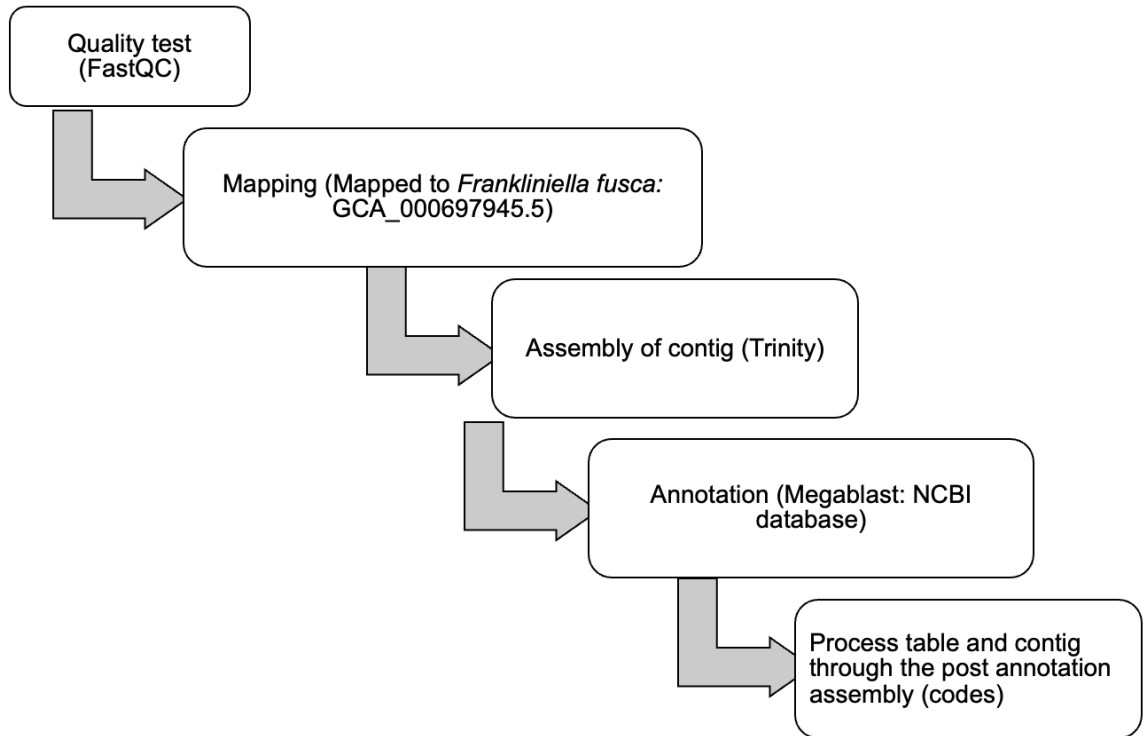 Quality test
(FastQC)
Mapping (Mapped to Frankliniella fusca:
GCA_000697945.5)
Assembly of contig (Trinity)
Annotation (Megablast: NCBI
database)
Process table and contig
through the post annotation
assembly (codes)